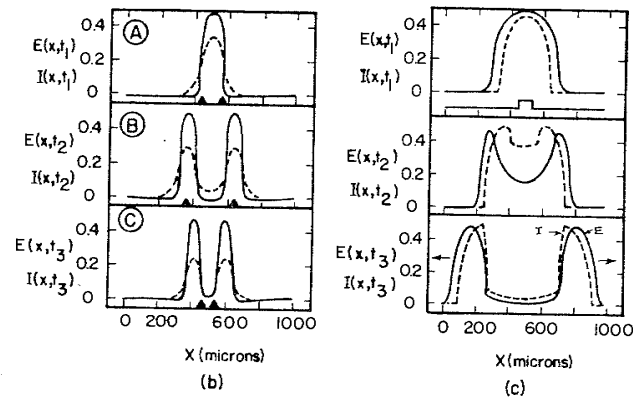 A
E(x,t₁)
I(x,t₁)
0.4
0.2
0
B
E(x,t₂)
I(x,t₂)
0.4
0.2
0
C
E(x,t₃)
I(x,t₃)
0.4
0.2
0
0 200 600 1000
X (microns)
(b)
E(x,t₁)
I(x,t₁)
0.4
0.2
0
E(x,t₂)
I(x,t₂)
0.4
0.2
0
E(x,t₃)
I(x,t₃)
0.4
0.2
0
I E
0 200 600 1000
X (microns)
(c)